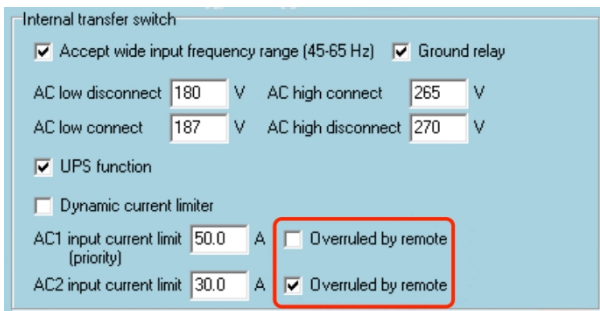 Internal transfer switch
Accept wide input frequency range (45-65 Hz) Ground relay
AC low disconnect 180 V AC high connect 265 V
AC low connect 187 V AC high disconnect 270 V
UPS function
Dynamic current limiter
AC1 input current limit 50.0 A Overruled by remote
(priority)
AC2 input current limit 30.0 A Overruled by remote